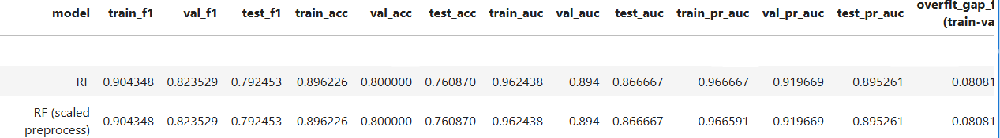 model train_f1 val_f1 test_f1 train_acc val_acc test_acc train_auc val_auc test_auc train_pr_auc val_pr_auc test_pr_auc overfit_gap_f
(train-va
RF 0.904348 0.823529 0.792453 0.896226 0.800000 0.760870 0.962438 0.894 0.866667 0.966667 0.919669 0.895261 0.08081
RF (scaled
preprocess) 0.904348 0.823529 0.792453 0.896226 0.800000 0.760870 0.962438 0.894 0.866667 0.966591 0.919669 0.895261 0.08081